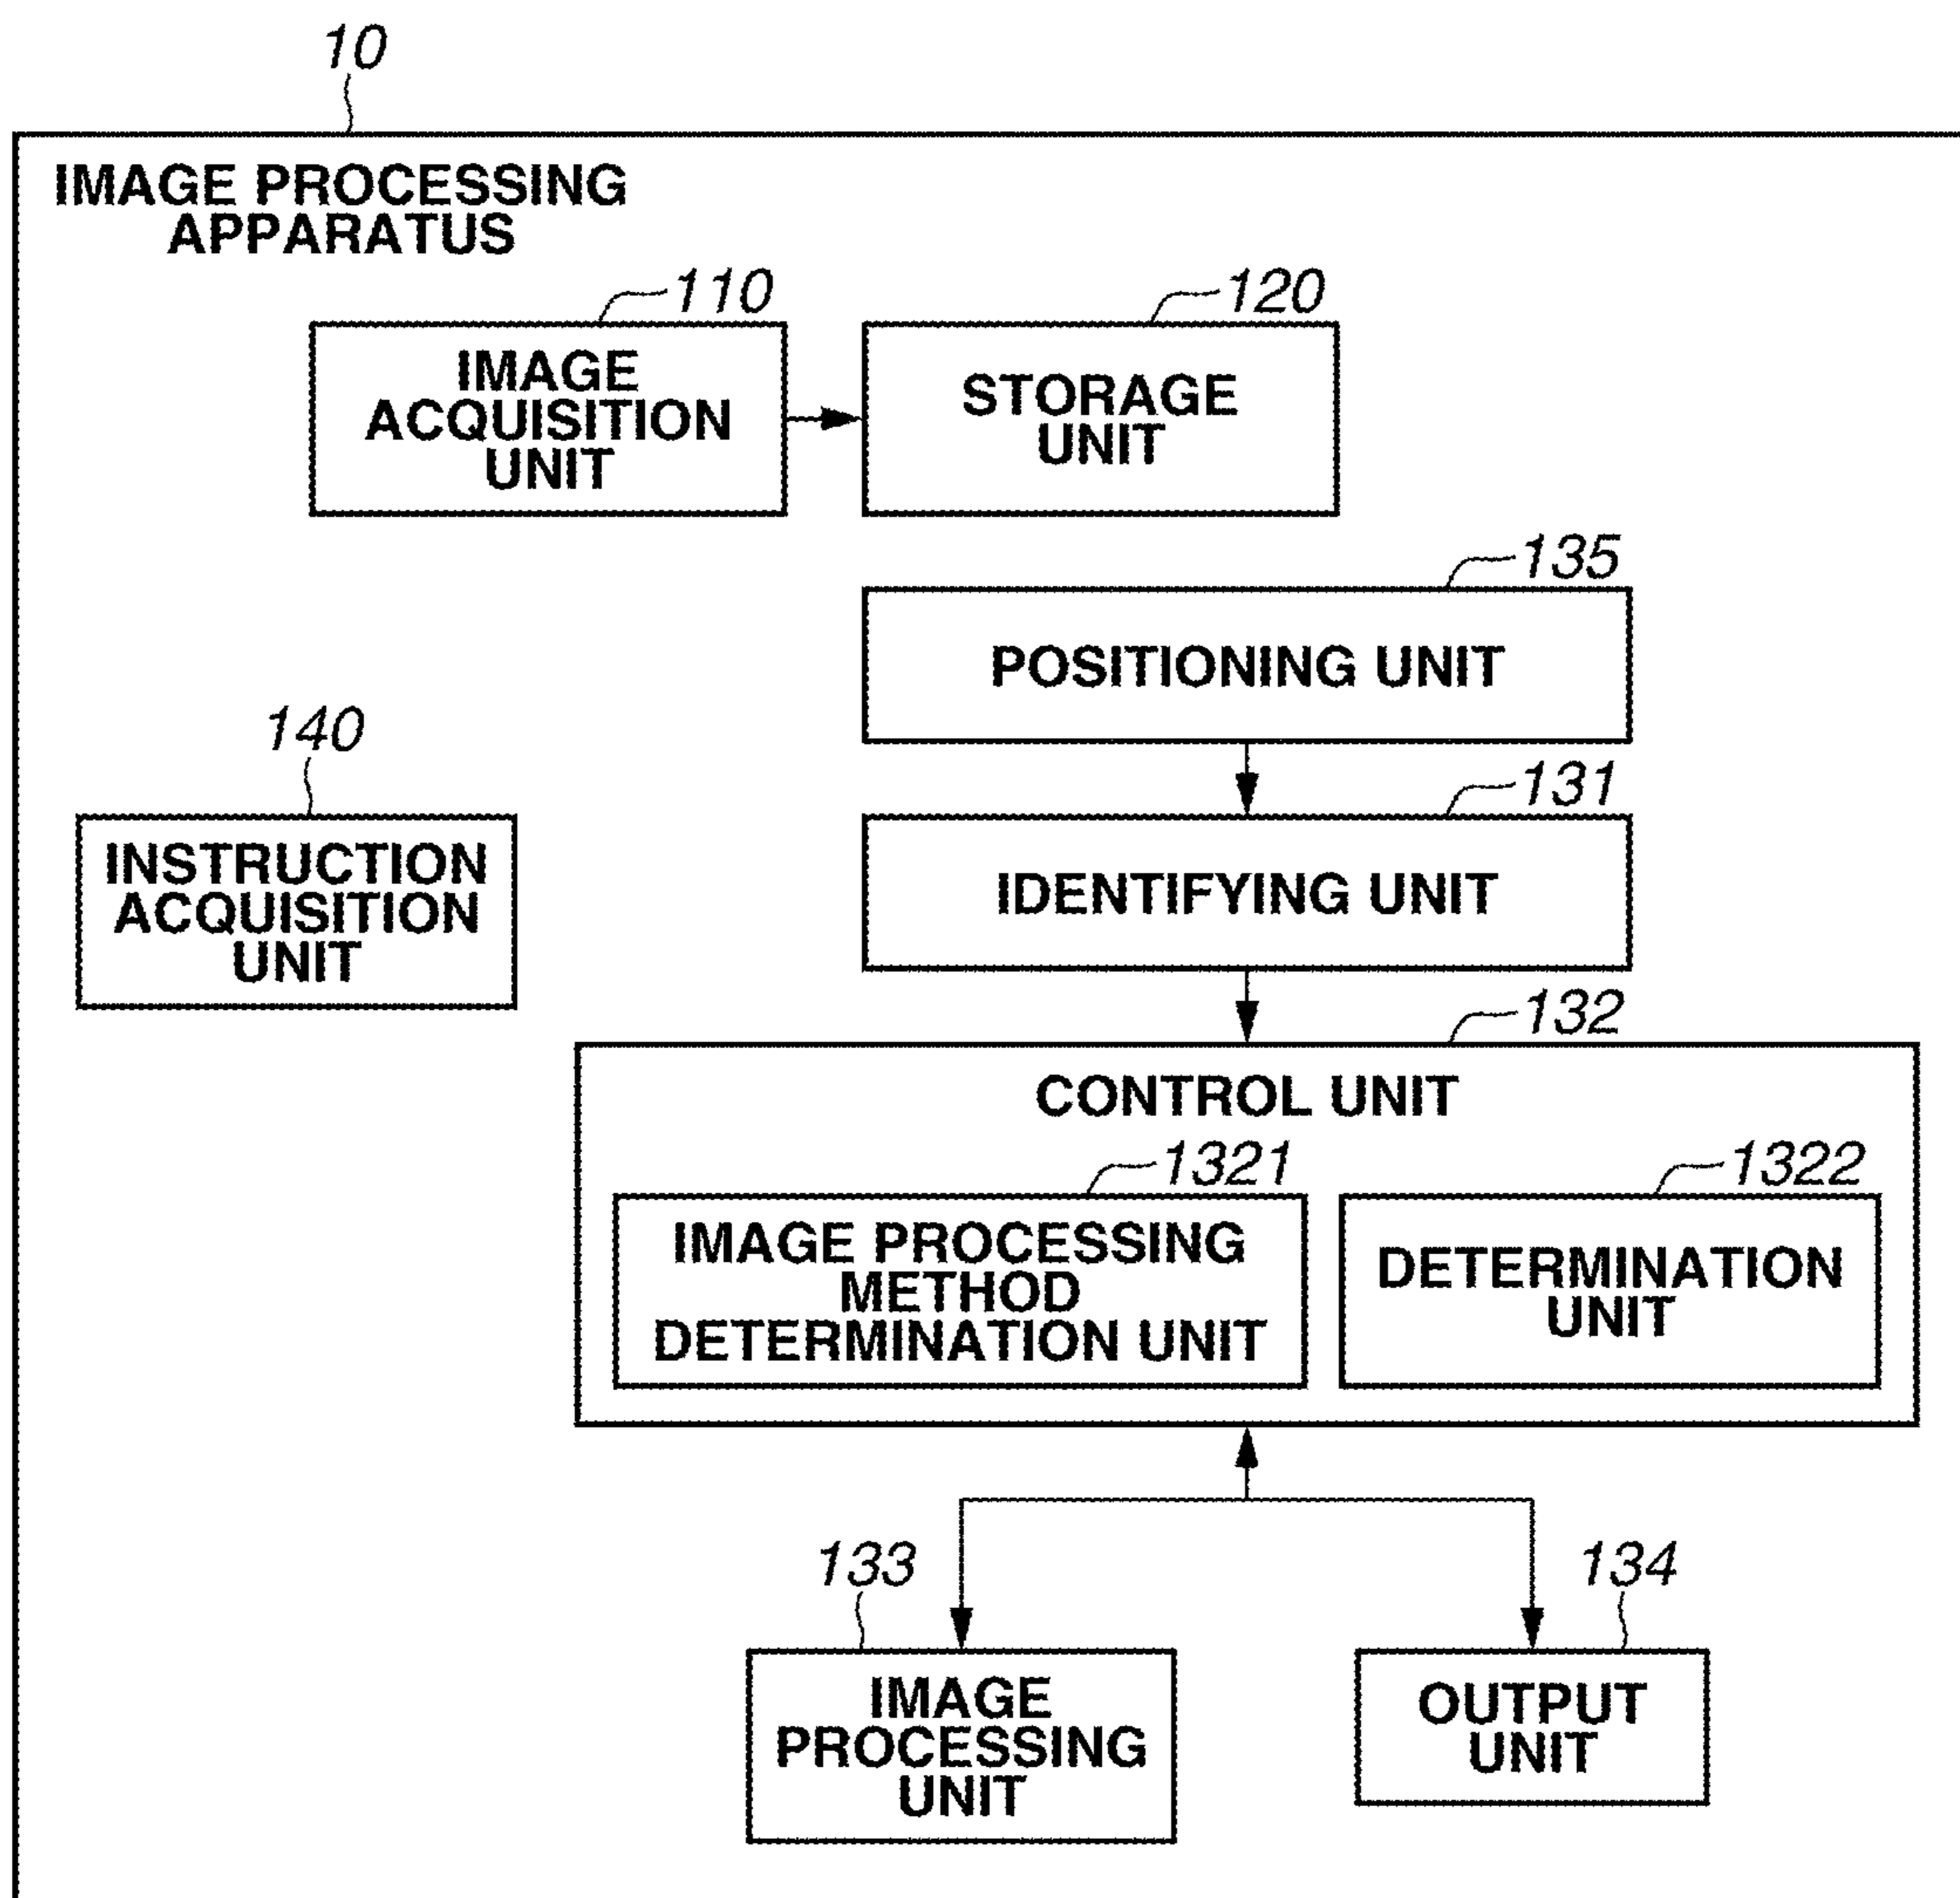 10
IMAGE PROCESSING
APPARATUS
110
IMAGE
ACQUISITION
UNIT
120
STORAGE
UNIT
135
POSITIONING UNIT
140
INSTRUCTION
ACQUISITION
UNIT
131
IDENTIFYING UNIT
132
CONTROL UNIT
1321
IMAGE PROCESSING
METHOD
DETERMINATION UNIT
1322
DETERMINATION
UNIT
133
IMAGE
PROCESSING
UNIT
134
OUTPUT
UNIT